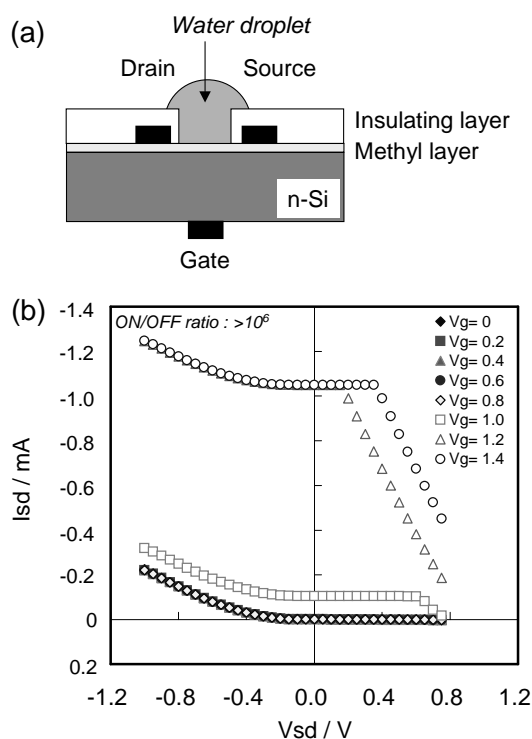 (a)
Water droplet
Drain
Source
Insulating layer
Methyl layer
n-Si
Gate
(b)
ON/OFF ratio : >10⁶
Vg= 0
Vg= 0.2
Vg= 0.4
Vg= 0.6
Vg= 0.8
Vg= 1.0
Vg= 1.2
Vg= 1.4
Isd / mA
-1.4
-1.2
-1.0
-0.8
-0.6
-0.4
-0.2
0
0.2
-1.2
-0.8
-0.4
0.0
0.4
0.8
1.2
Vsd / V